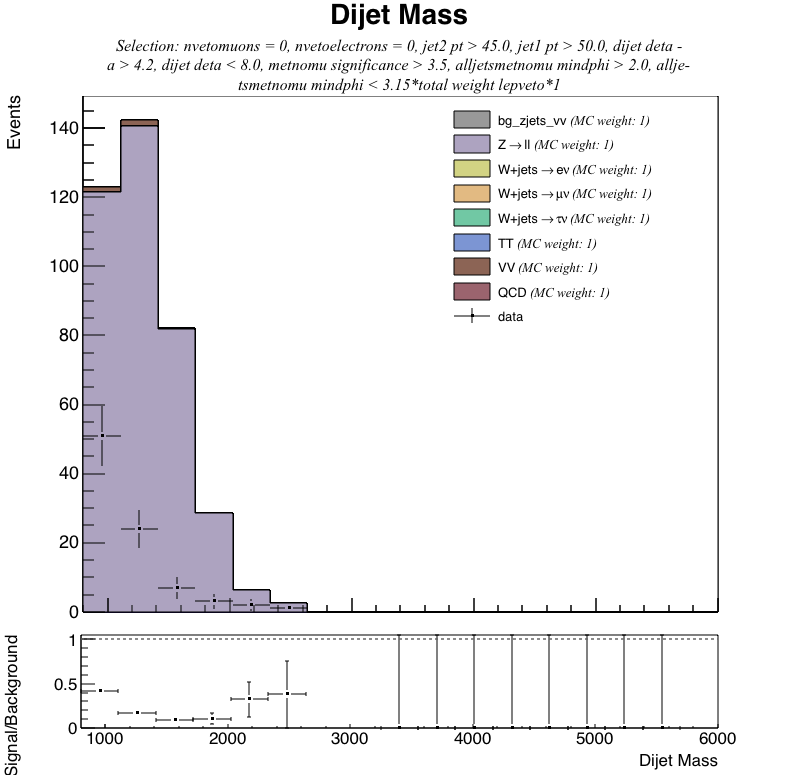 Dijet Mass
Selection: nvetomuons = 0, nvetoelectrons = 0, jet2 pt > 45.0, jet1 pt > 50.0, dijet deta -
a > 4.2, dijet deta < 8.0, metnomu significance > 3.5, alljetsmetnomu mindphi > 2.0, allje-
tsmetnomu mindphi < 3.15*total weight lepveto*1
Events
140
120
100
80
60
40
20
0
bg_zjets_vv (MC weight: 1)
Z→ll (MC weight: 1)
W+jets→eν (MC weight: 1)
W+jets→μν (MC weight: 1)
W+jets→τν (MC weight: 1)
TT (MC weight: 1)
VV (MC weight: 1)
QCD (MC weight: 1)
data
Signal/Background
1
0.5
0
1000 2000 3000 4000 5000 6000
Dijet Mass